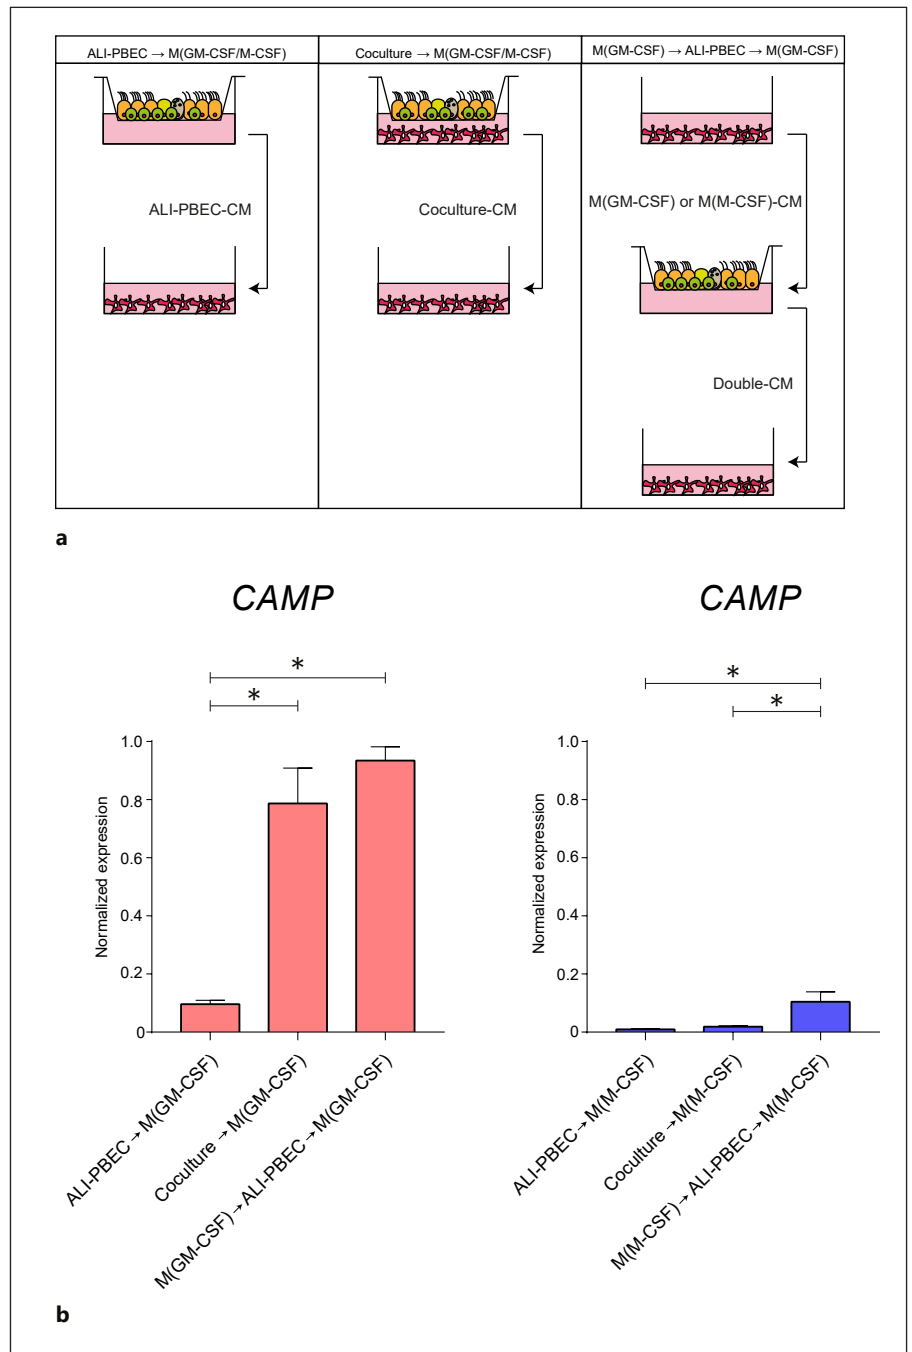 ALI-PBEC → M(GM-CSF/M-CSF)
Coculture → M(GM-CSF/M-CSF)
M(GM-CSF) → ALI-PBEC → M(GM-CSF)
ALI-PBEC-CM
Coculture-CM
M(GM-CSF) or M(M-CSF)-CM
Double-CM
a
CAMP
*
*
1.0
0.8
0.6
0.4
0.2
0
Normalized expression
ALI-PBEC→M(GM-CSF)
Coculture→M(GM-CSF)
M(GM-CSF)→ALI-PBEC→M(GM-CSF)
CAMP
*
*
1.0
0.8
0.6
0.4
0.2
0
Normalized expression
ALI-PBEC→M(M-CSF)
Coculture→M(M-CSF)
M(M-CSF)→ALI-PBEC→M(M-CSF)
b